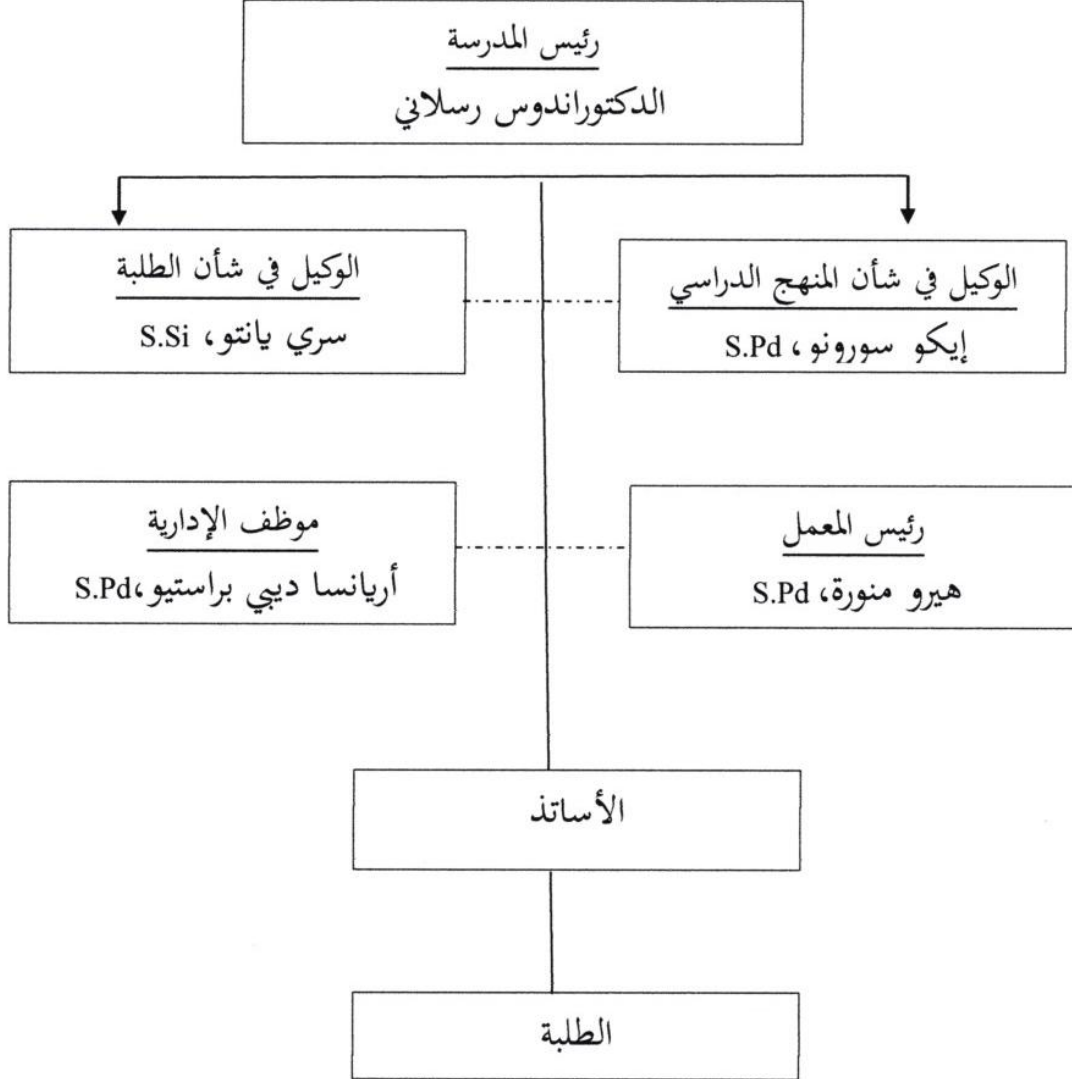 رئيس المدرسة
الدكتوراندوس رسلاني
الوكيل في شأن المنهج الدراسي
إيكو سورونو، S.Pd
الوكيل في شأن الطلبة
سري يانتو، S.Si
رئيس المعمل
هيرو منورة، S.Pd
موظف الإدارية
أريانسا ديبي براستيو، S.Pd
الأساتذ
الطلبة